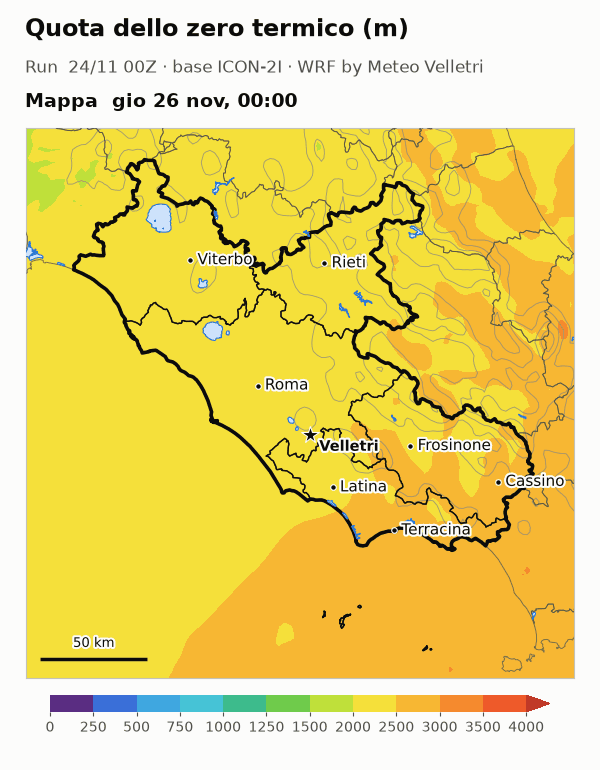 Quota dello zero termico (m)
Run  24/11 00Z · base ICON-2I · WRF by Meteo Velletri
Mappa  gio 26 nov, 00:00
Viterbo
Rieti
Roma
Velletri
Frosinone
Latina
Cassino
Terracina
50 km
0 250 500 750 1000 1250 1500 2000 2500 3000 3500 4000